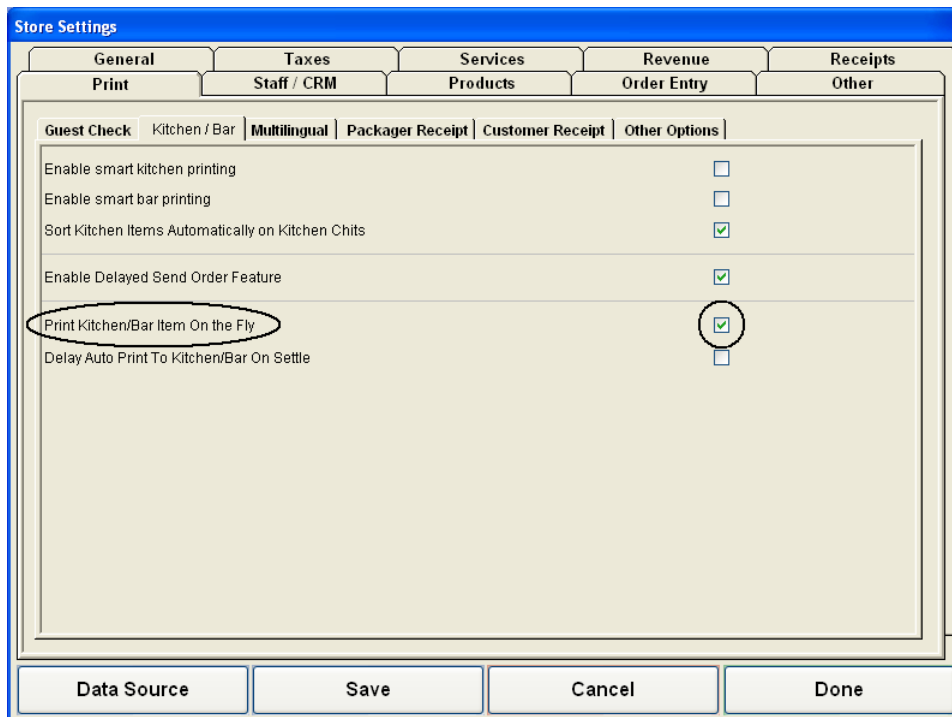 Store Settings
General Taxes Services Revenue Receipts
Print Staff / CRM Products Order Entry Other
Guest Check Kitchen / Bar Multilingual Packager Receipt Customer Receipt Other Options
Enable smart kitchen printing
Enable smart bar printing
Sort Kitchen Items Automatically on Kitchen Chits
Enable Delayed Send Order Feature
Print Kitchen/Bar Item On the Fly
Delay Auto Print To Kitchen/Bar On Settle
Data Source Save Cancel Done